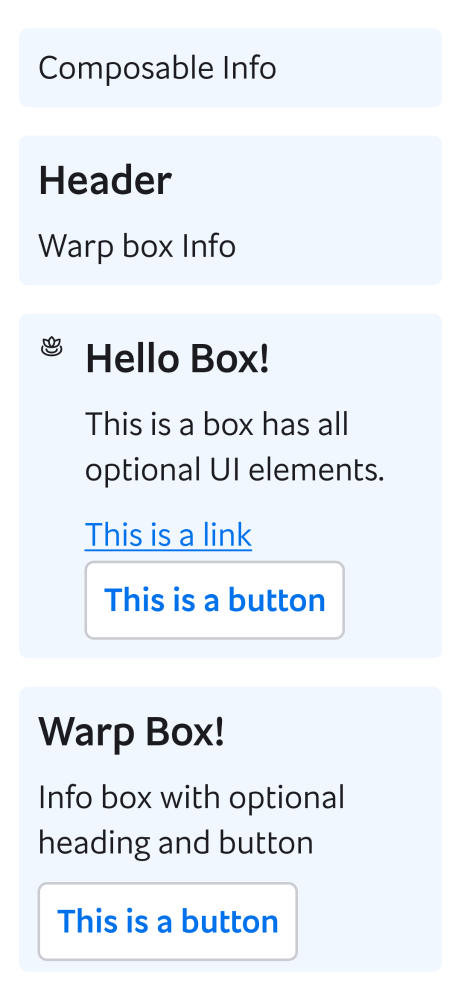 Composable Info
Header
Warp box Info
Hello Box!
This is a box has all
optional UI elements.
This is a link
This is a button
Warp Box!
Info box with optional
heading and button
This is a button